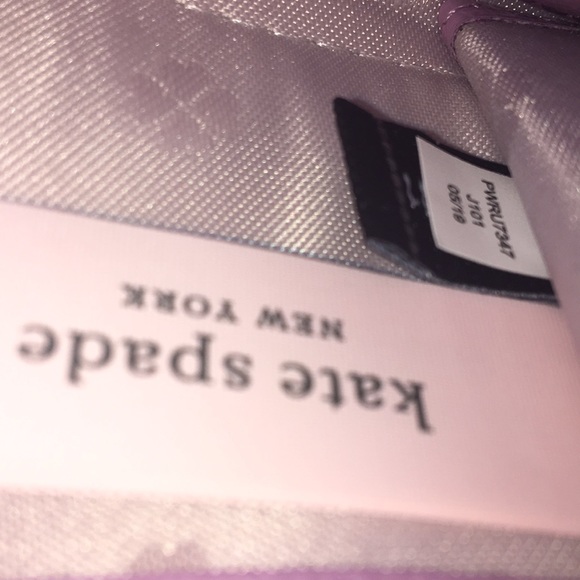 kate spade
NEW YORK
PWRU7347
J101
05/19